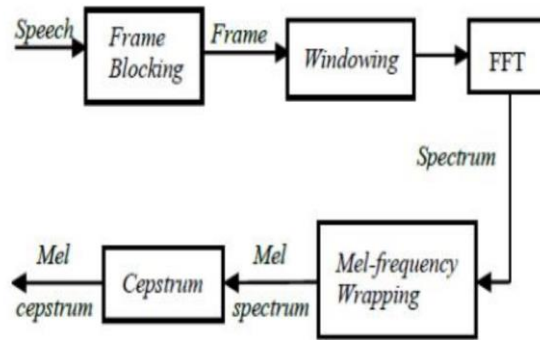 Speech
Frame
Blocking
Frame
Windowing
FFT
Spectrum
Mel-frequency
Wrapping
Mel
spectrum
Cepstrum
Mel
cepstrum